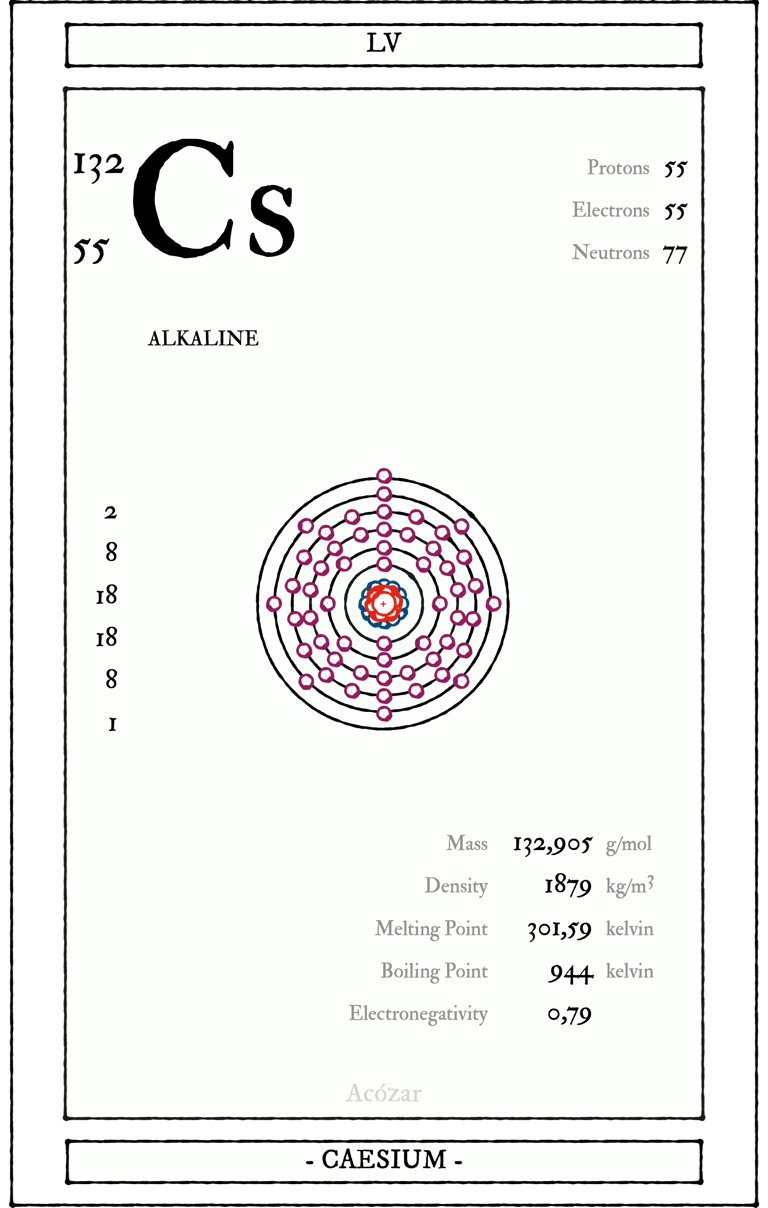 LV
132
Cs
55
Protons 55
Electrons 55
Neutrons 77
ALKALINE
2
8
18
18
8
1
+
Mass 132,905 g/mol
Density 1879 kg/m³
Melting Point 301,59 kelvin
Boiling Point 944 kelvin
Electronegativity 0,79
Acózar
- CAESIUM -